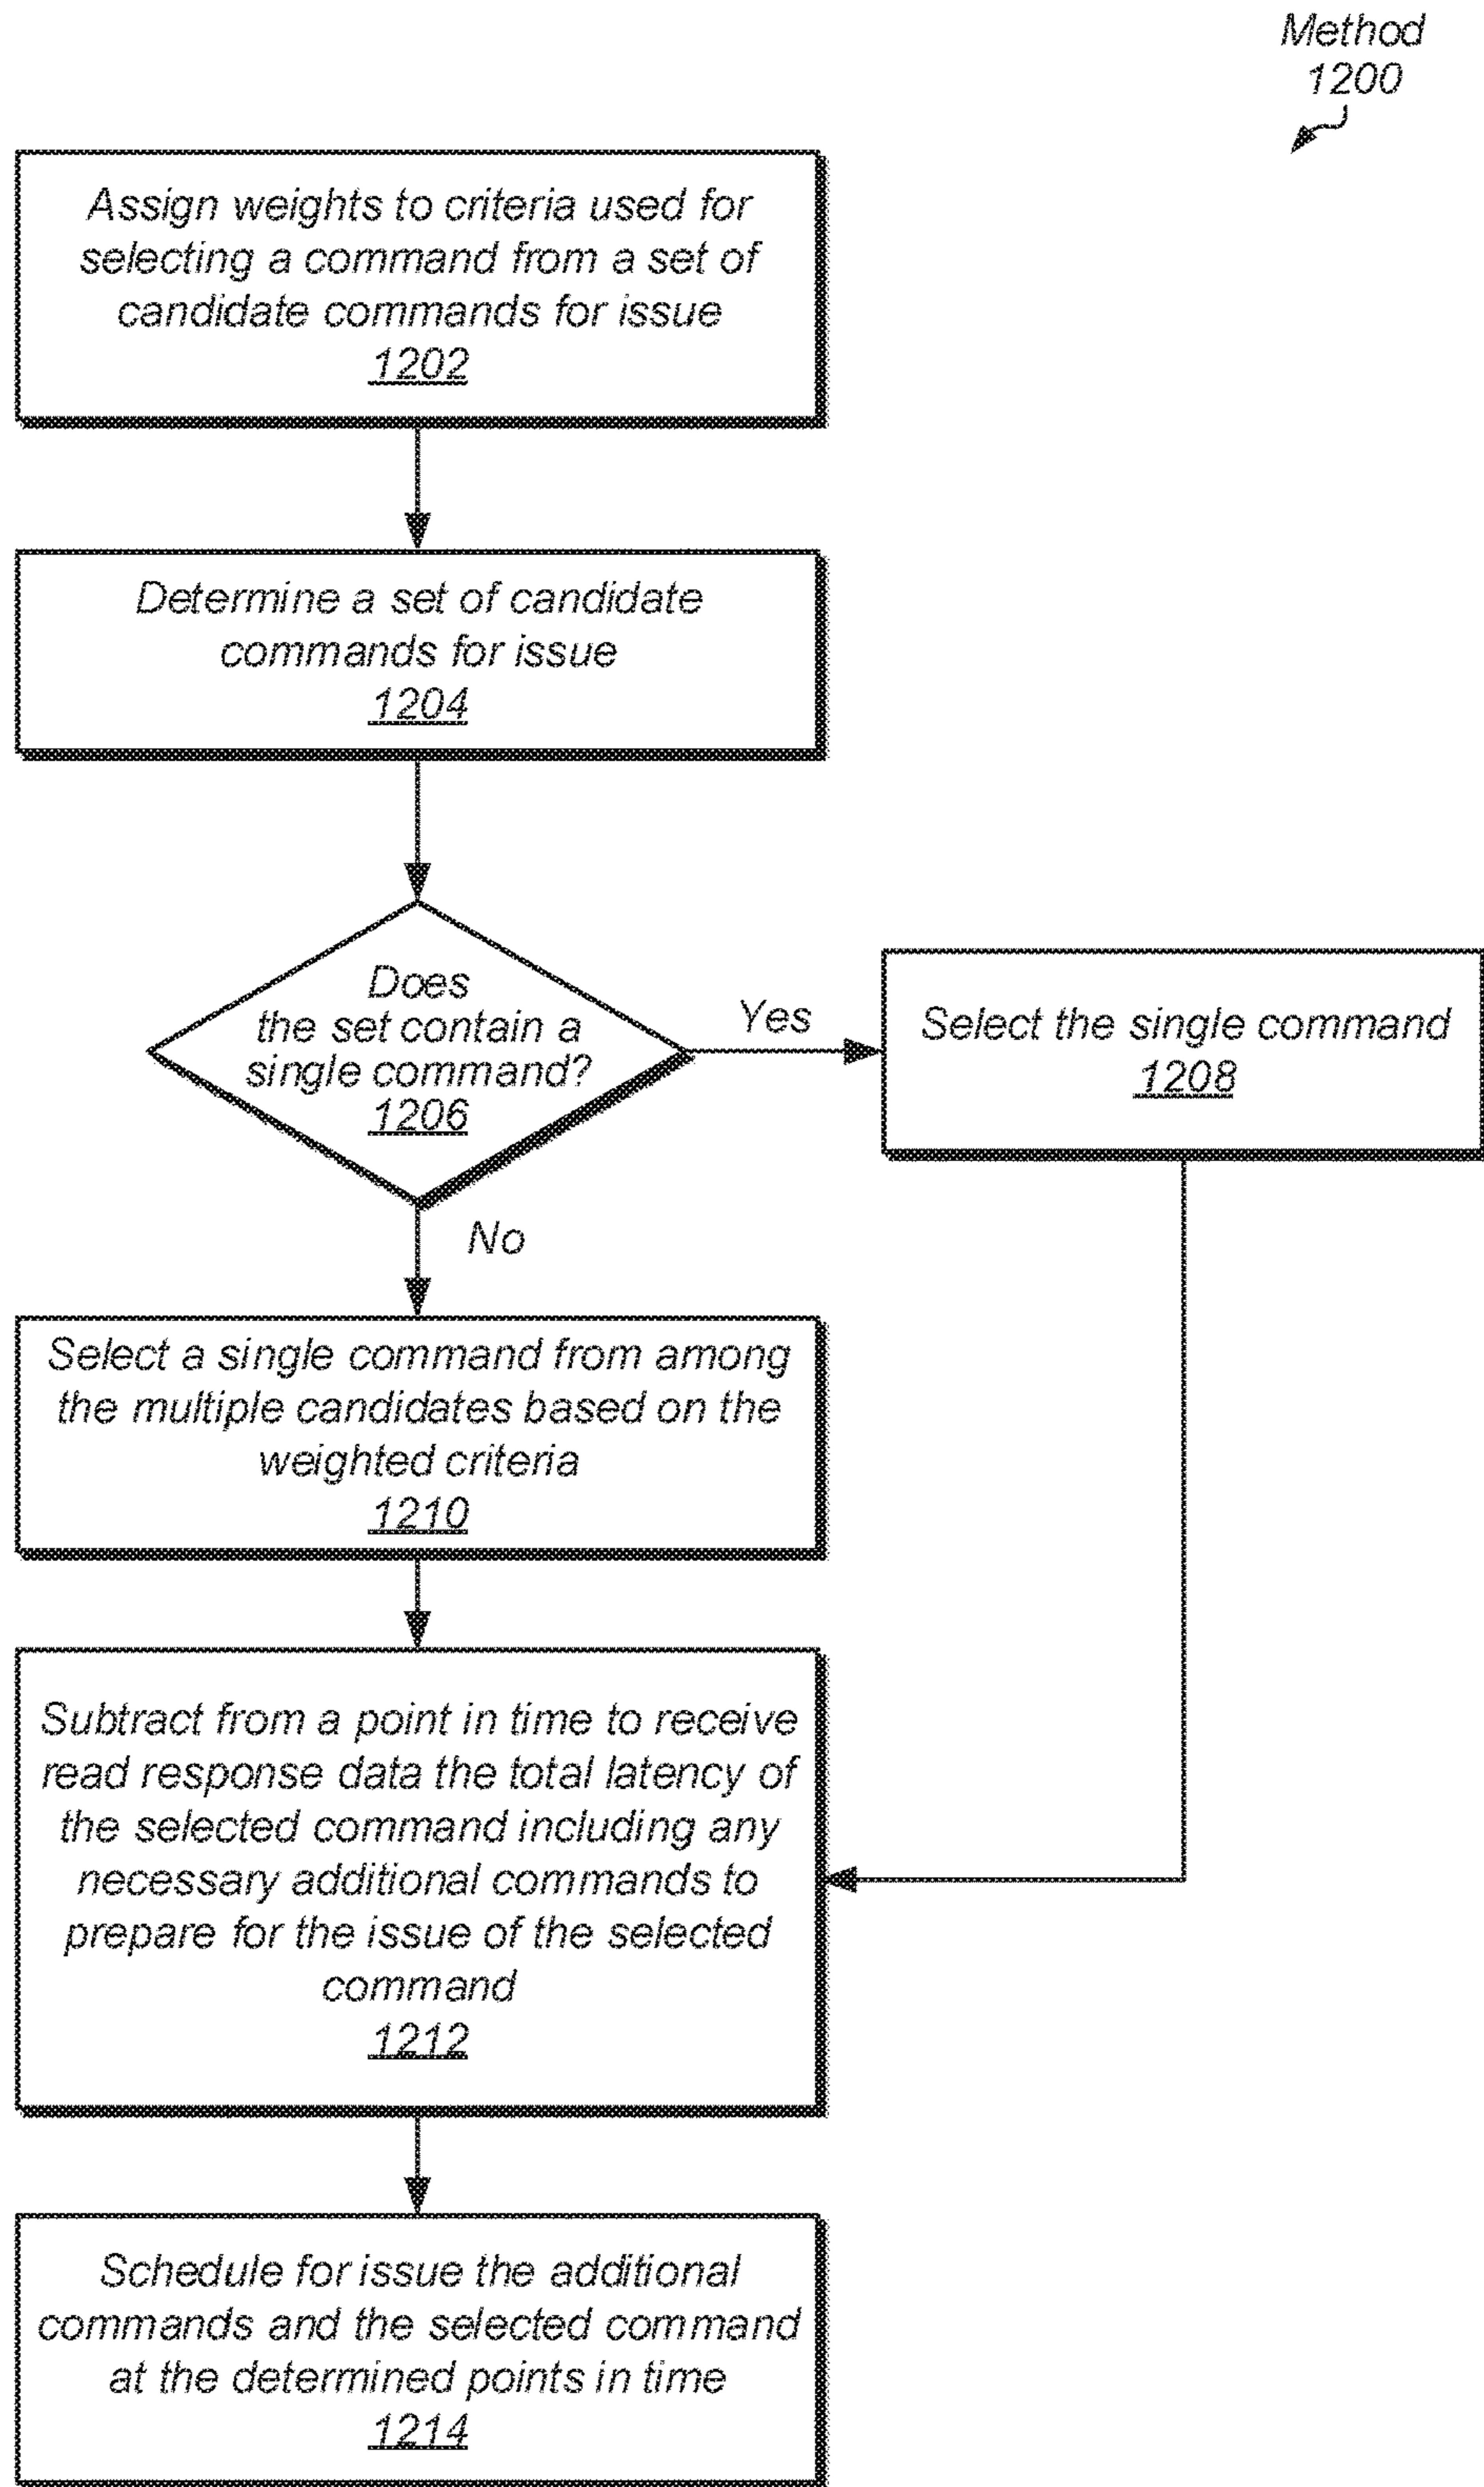 Method
1200
Assign weights to criteria used for
selecting a command from a set of
candidate commands for issue
1202
Determine a set of candidate
commands for issue
1204
Does
the set contain a
single command?
1206
Yes
Select the single command
1208
No
Select a single command from among
the multiple candidates based on the
weighted criteria
1210
Subtract from a point in time to receive
read response data the total latency of
the selected command including any
necessary additional commands to
prepare for the issue of the selected
command
1212
Schedule for issue the additional
commands and the selected command
at the determined points in time
1214